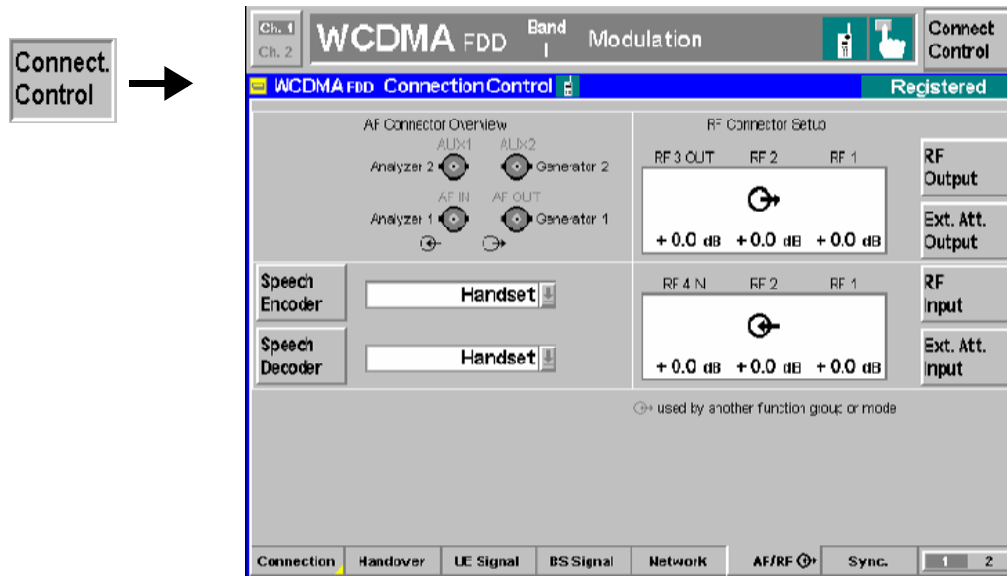 Connect.
Control
Ch. 1
Ch. 2
WCDMA FDD
Band
I
Modulation
Connect
Control
WCDMA FDD Connection Control
Registered
AF Connector Overview
AUX1 AUX2
Analyzer 2 Generator 2
AF IN AF OUT
Analyzer 1 Generator 1
RF Connector Setup
RF 3 OUT RF 2 RF 1
+ 0.0 dB + 0.0 dB + 0.0 dB
RF
Output
Ext. Att.
Output
Speech
Encoder
Handset
Speech
Decoder
Handset
RF 4 IN RF 2 RF 1
+ 0.0 dB + 0.0 dB + 0.0 dB
RF
Input
Ext. Att.
Input
used by another function group or mode
Connection Handover UE Signal BS Signal Network AF/RF Sync. 1 2